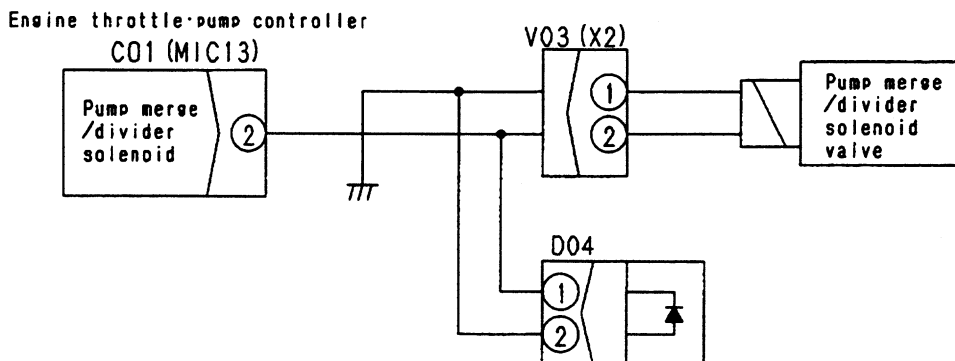 Engine throttle·pump controller
C01 (MIC13)
V03 (X2)
Pump merge
/divider
solenoid
2
1
2
Pump merge
/divider
solenoid
valve
D04
1
2